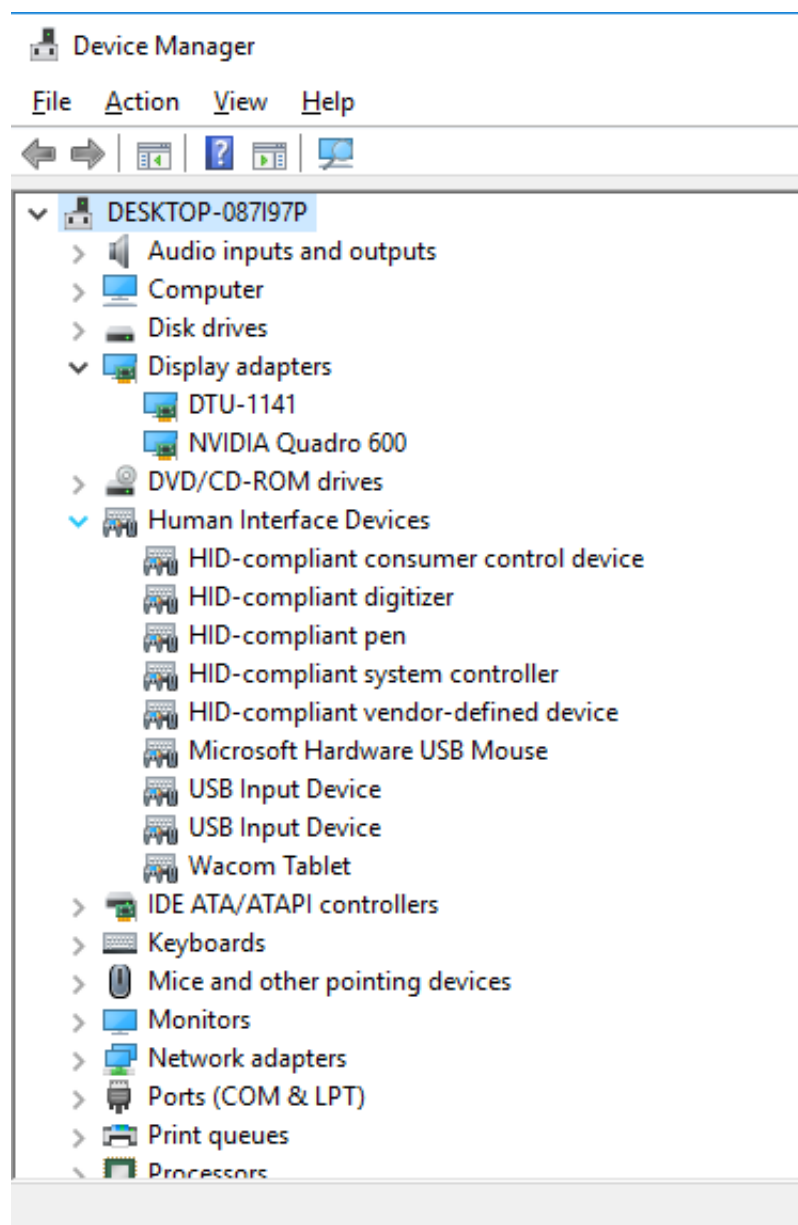 Device Manager
File Action View Help
DESKTOP-087I97P
Audio inputs and outputs
Computer
Disk drives
Display adapters
DTU-1141
NVIDIA Quadro 600
DVD/CD-ROM drives
Human Interface Devices
HID-compliant consumer control device
HID-compliant digitizer
HID-compliant pen
HID-compliant system controller
HID-compliant vendor-defined device
Microsoft Hardware USB Mouse
USB Input Device
USB Input Device
Wacom Tablet
IDE ATA/ATAPI controllers
Keyboards
Mice and other pointing devices
Monitors
Network adapters
Ports (COM & LPT)
Print queues
Processors